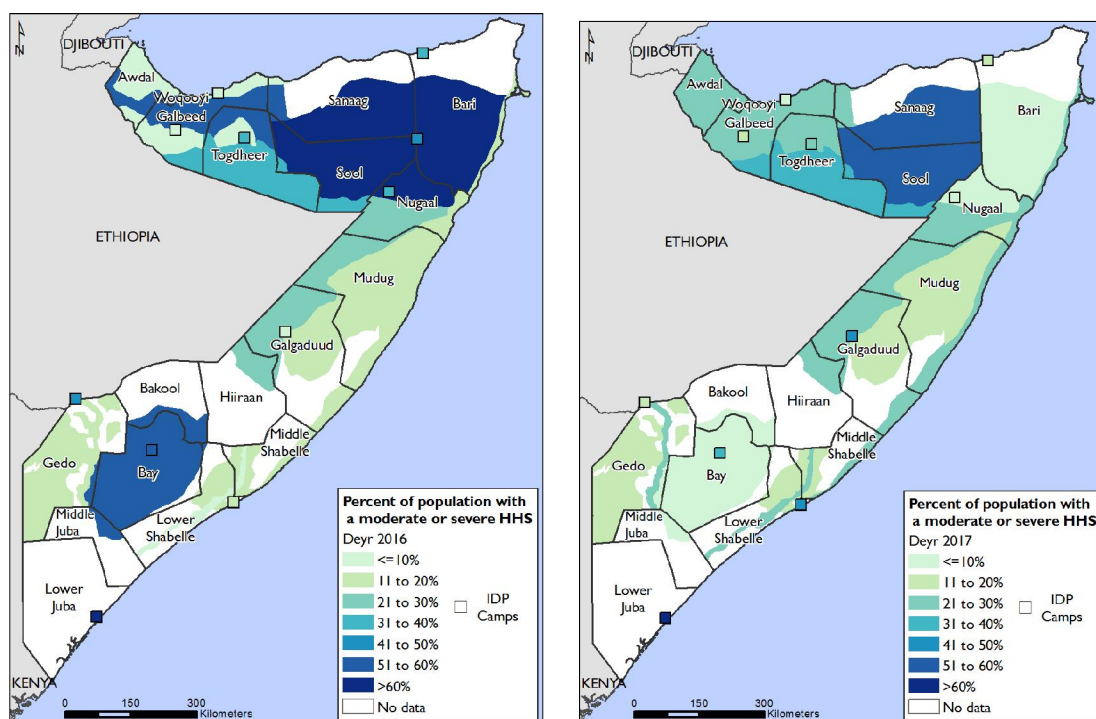 N
DJIBOUTI
Awdal
Woqooyi
Galbeed
Sanaag
Bari
Togdheer
Sool
Nugaal
ETHIOPIA
Mudug
Galgaduud
Bakool
Hiiraan
Middle
Shabelle
Gedo
Bay
Middle
Juba
Lower
Shabelle
Lower
Juba
KENYA
Percent of population with
a moderate or severe HHS
Deyr 2016
<=10%
11 to 20%
21 to 30%
31 to 40%
41 to 50%
51 to 60%
>60%
No data
IDP
Camps
0 150 300
Kilometers
N
DJIBOUTI
Awdal
Woqooyi
Galbeed
Sanaag
Bari
Togdheer
Sool
Nugaal
ETHIOPIA
Mudug
Galgaduud
Bakool
Hiiraan
Middle
Shabelle
Gedo
Bay
Middle
Juba
Lower
Shabelle
Lower
Juba
KENYA
Percent of population with
a moderate or severe HHS
Deyr 2017
<=10%
11 to 20%
21 to 30%
31 to 40%
41 to 50%
51 to 60%
>60%
No data
IDP
Camps
0 150 300
Kilometers